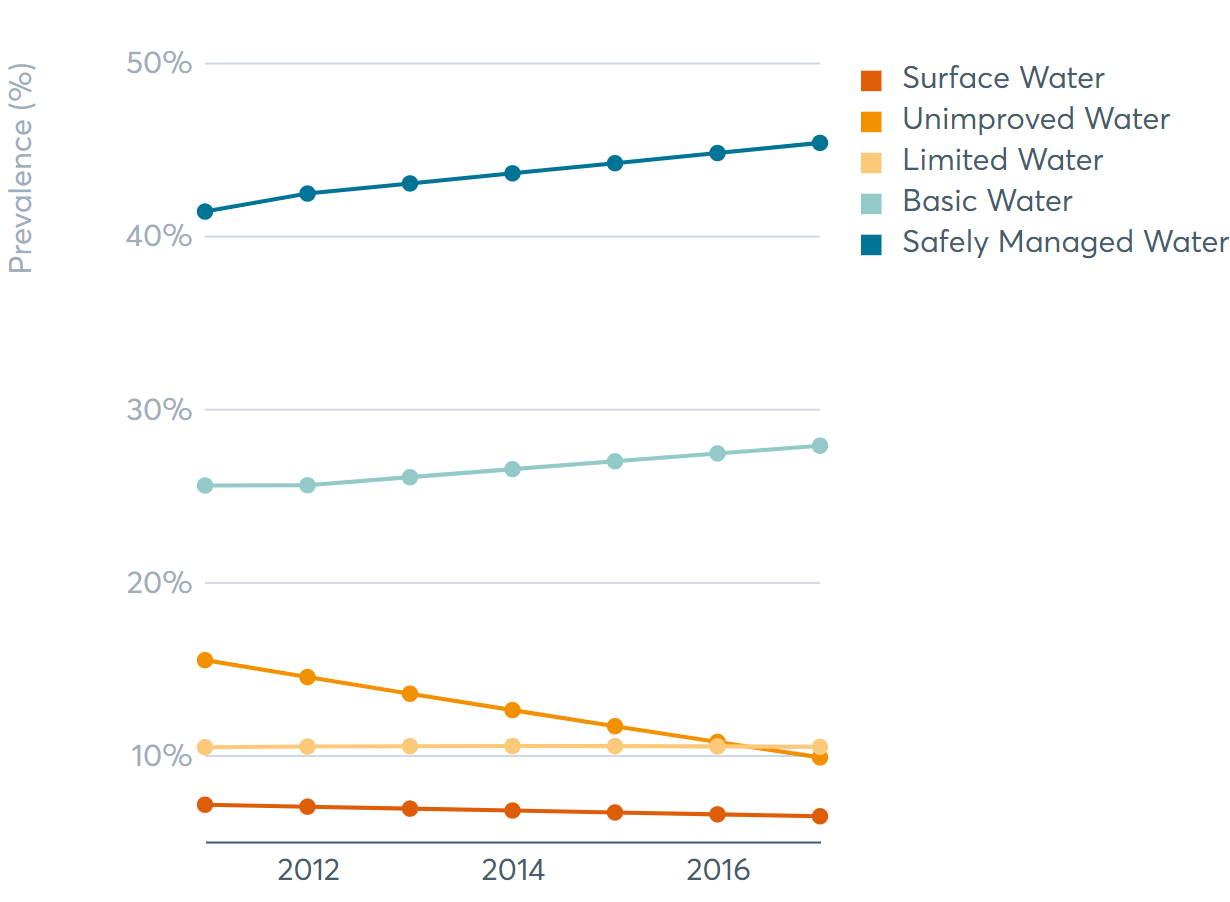 Prevalence (%)
50%
40%
30%
20%
10%
2012
2014
2016
Surface Water
Unimproved Water
Limited Water
Basic Water
Safely Managed Water